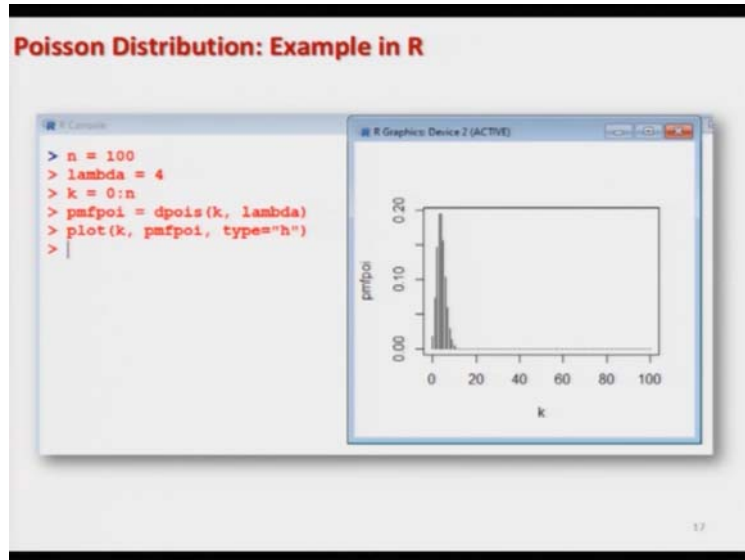 Poisson Distribution: Example in R
R Console
> n = 100
> lambda = 4
> k = 0:n
> pmfpoi = dpois(k, lambda)
> plot(k, pmfpoi, type="h")
>
R Graphics: Device 2 (ACTIVE)
pmfpoi
0.20
0.10
0.00
0 20 40 60 80 100
k
17